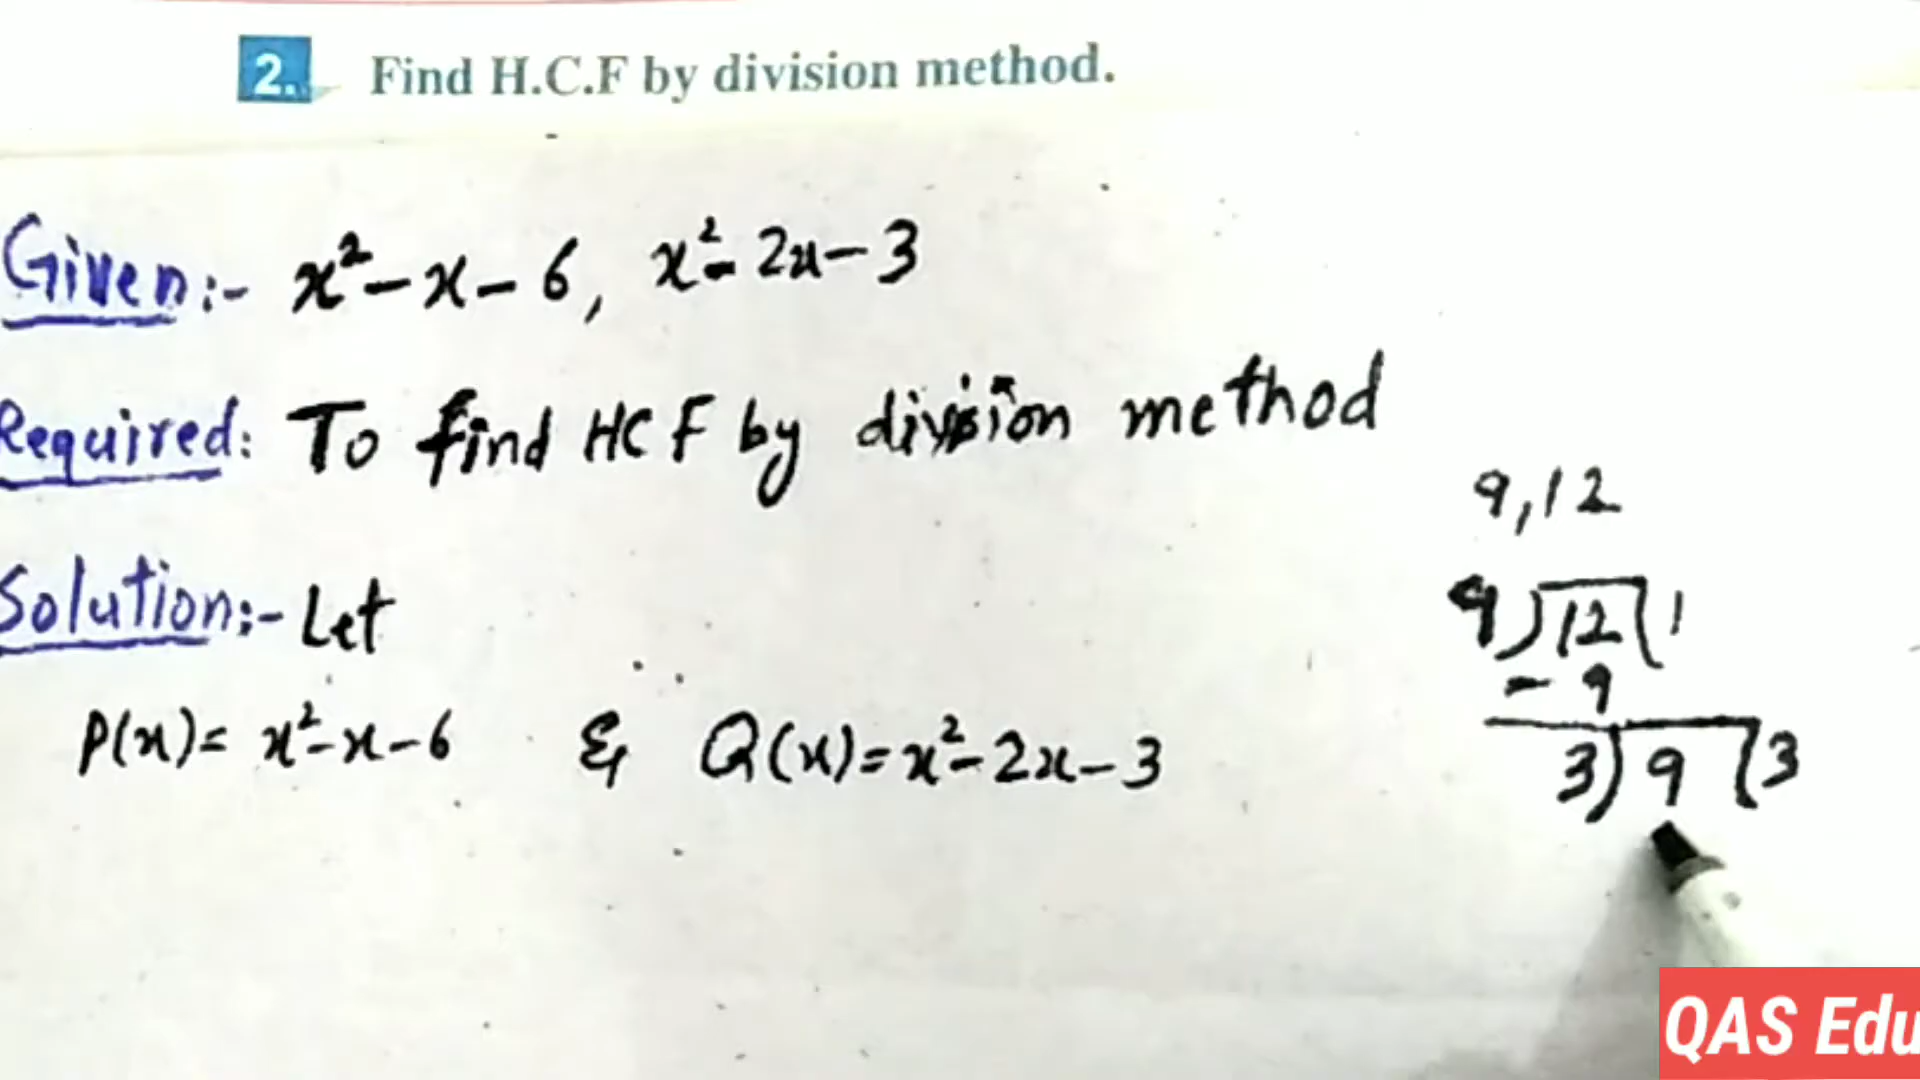 2. Find H.C.F by division method.
Given:- x² - x - 6, x² - 2x - 3
Required: To find HCF by division method
9, 12
Solution:- Let
9)12(1
- 9
P(x) = x² - x - 6 & Q(x) = x² - 2x - 3
3)9(3
QAS Edu